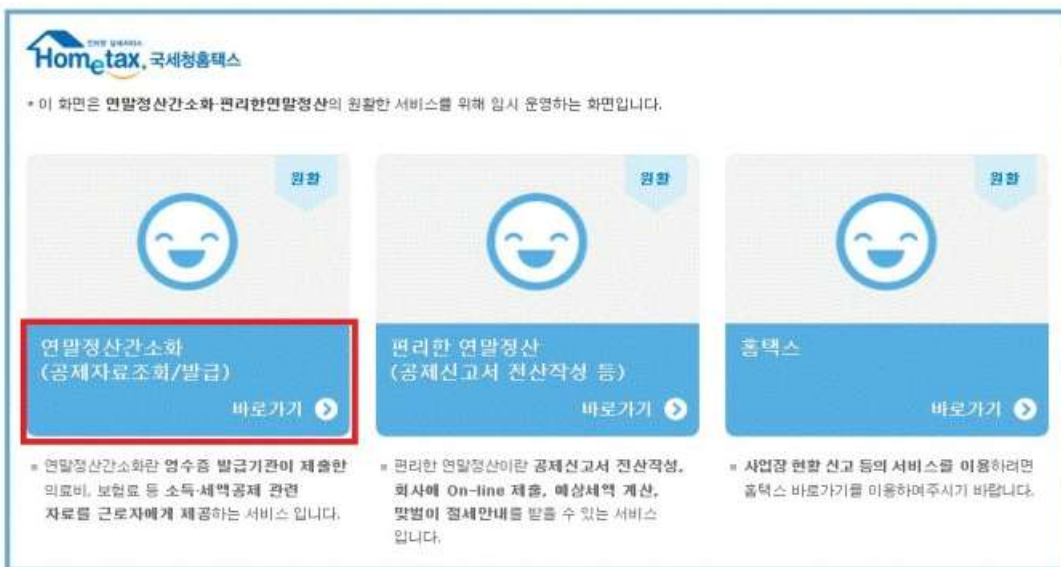 Hometax. 국세청홈택스
* 이 화면은 연말정산간소화·편리한연말정산의 원활한 서비스를 위해 임시 운영하는 화면입니다.
원활
원활
원활
연말정산간소화
(공제자료조회/발급)
바로가기
편리한 연말정산
(공제신고서 전산작성 등)
바로가기
홈택스
바로가기
연말정산간소화란 영수증 발급기관이 제출한
의료비, 보험료 등 소득·세액공제 관련
자료를 근로자에게 제공하는 서비스 입니다.
편리한 연말정산이란 공제신고서 전산작성,
회사에 On-line 제출, 예상세액 계산,
맞벌이 절세안내를 받을 수 있는 서비스
입니다.
사업장 현황 신고 등의 서비스를 이용하려면
홈택스 바로가기를 이용하여주시기 바랍니다.